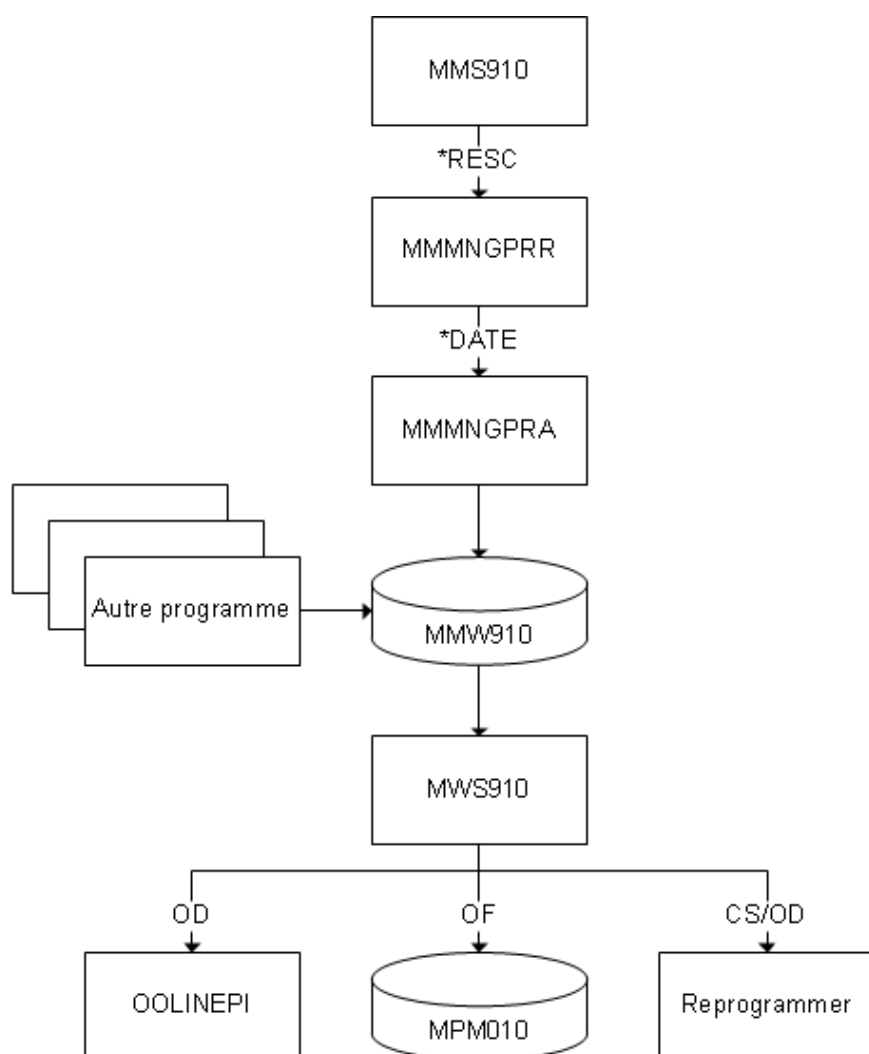 MMS910
*RESC
MMMNGPRR
*DATE
MMMNGPRA
Autre programme
MMW910
MWS910
OD
OF
CS/OD
OOLINEPI
MPM010
Reprogrammer